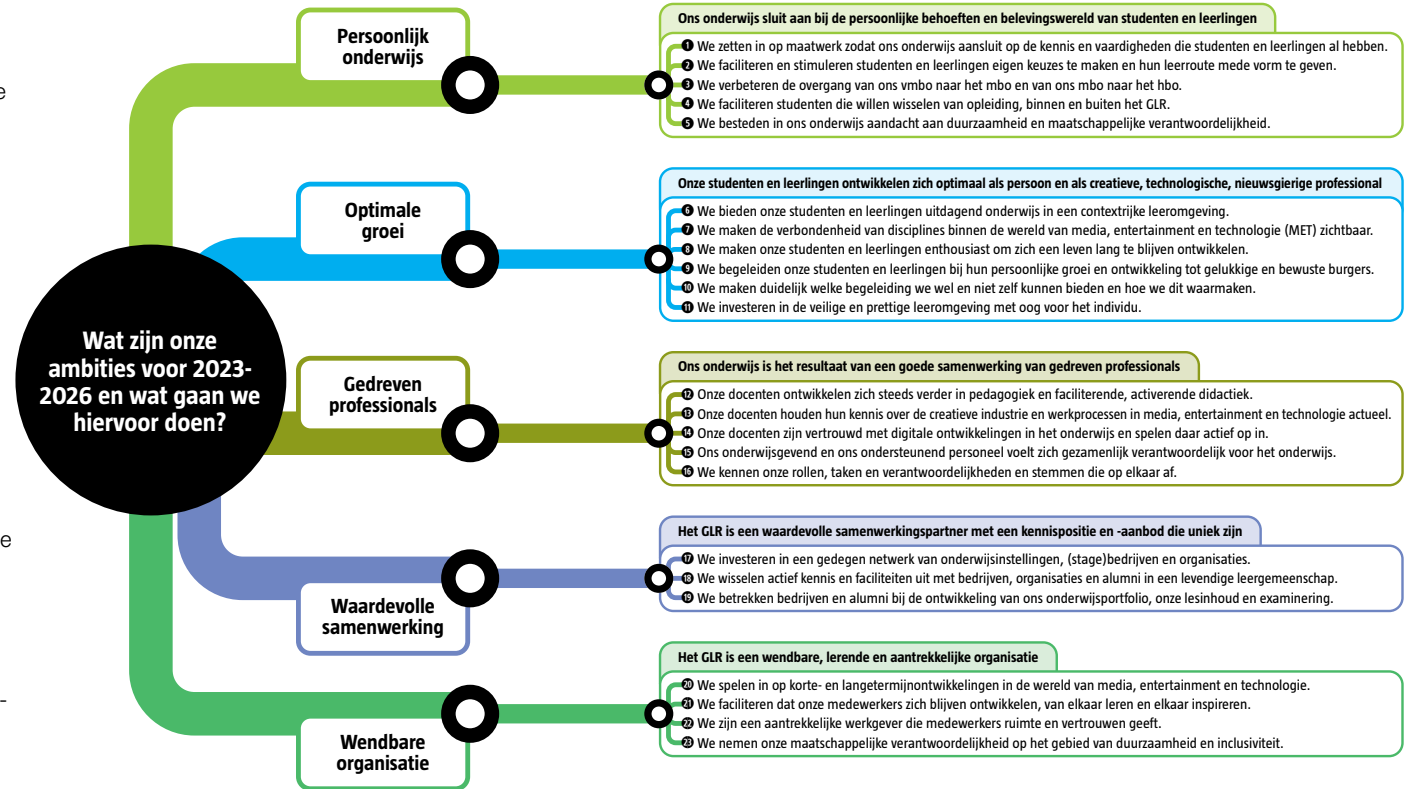 e
e
-
Wat zijn onze
ambities voor 2023-
2026 en wat gaan we
hiervoor doen?
Persoonlijk
onderwijs
Ons onderwijs sluit aan bij de persoonlijke behoeften en belevingswereld van studenten en leerlingen
1 We zetten in op maatwerk zodat ons onderwijs aansluit op de kennis en vaardigheden die studenten en leerlingen al hebben.
2 We faciliteren en stimuleren studenten en leerlingen eigen keuzes te maken en hun leerroute mede vorm te geven.
3 We verbeteren de overgang van ons vmbo naar het mbo en van ons mbo naar het hbo.
4 We faciliteren studenten die willen wisselen van opleiding, binnen en buiten het GLR.
5 We besteden in ons onderwijs aandacht aan duurzaamheid en maatschappelijke verantwoordelijkheid.
Optimale
groei
Onze studenten en leerlingen ontwikkelen zich optimaal als persoon en als creatieve, technologische, nieuwsgierige professional
6 We bieden onze studenten en leerlingen uitdagend onderwijs in een contextrijke leeromgeving.
7 We maken de verbondenheid van disciplines binnen de wereld van media, entertainment en technologie (MET) zichtbaar.
8 We maken onze studenten en leerlingen enthousiast om zich een leven lang te blijven ontwikkelen.
9 We begeleiden onze studenten en leerlingen bij hun persoonlijke groei en ontwikkeling tot gelukkige en bewuste burgers.
10 We maken duidelijk welke begeleiding we wel en niet zelf kunnen bieden en hoe we dit waarmaken.
11 We investeren in de veilige en prettige leeromgeving met oog voor het individu.
Gedreven
professionals
Ons onderwijs is het resultaat van een goede samenwerking van gedreven professionals
12 Onze docenten ontwikkelen zich steeds verder in pedagogiek en faciliterende, activerende didactiek.
13 Onze docenten houden hun kennis over de creatieve industrie en werkprocessen in media, entertainment en technologie actueel.
14 Onze docenten zijn vertrouwd met digitale ontwikkelingen in het onderwijs en spelen daar actief op in.
15 Ons onderwijsgevend en ons ondersteunend personeel voelt zich gezamenlijk verantwoordelijk voor het onderwijs.
16 We kennen onze rollen, taken en verantwoordelijkheden en stemmen die op elkaar af.
Waardevolle
samenwerking
Het GLR is een waardevolle samenwerkingspartner met een kennispositie en -aanbod die uniek zijn
17 We investeren in een gedegen netwerk van onderwijsinstellingen, (stage)bedrijven en organisaties.
18 We wisselen actief kennis en faciliteiten uit met bedrijven, organisaties en alumni in een levendige leergemeenschap.
19 We betrekken bedrijven en alumni bij de ontwikkeling van ons onderwijsportfolio, onze lesinhoud en examinering.
Wendbare
organisatie
Het GLR is een wendbare, lerende en aantrekkelijke organisatie
20 We spelen in op korte- en langetermijnontwikkelingen in de wereld van media, entertainment en technologie.
21 We faciliteren dat onze medewerkers zich blijven ontwikkelen, van elkaar leren en elkaar inspireren.
22 We zijn een aantrekkelijke werkgever die medewerkers ruimte en vertrouwen geeft.
23 We nemen onze maatschappelijke verantwoordelijkheid op het gebied van duurzaamheid en inclusiviteit.